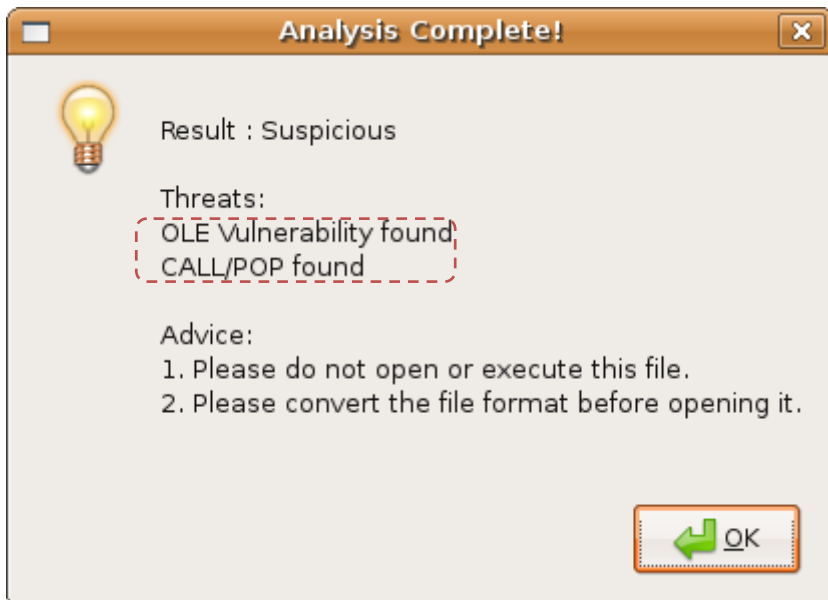 Analysis Complete!
Result : Suspicious
Threats:
OLE Vulnerability found
CALL/POP found
Advice:
1. Please do not open or execute this file.
2. Please convert the file format before opening it.
OK